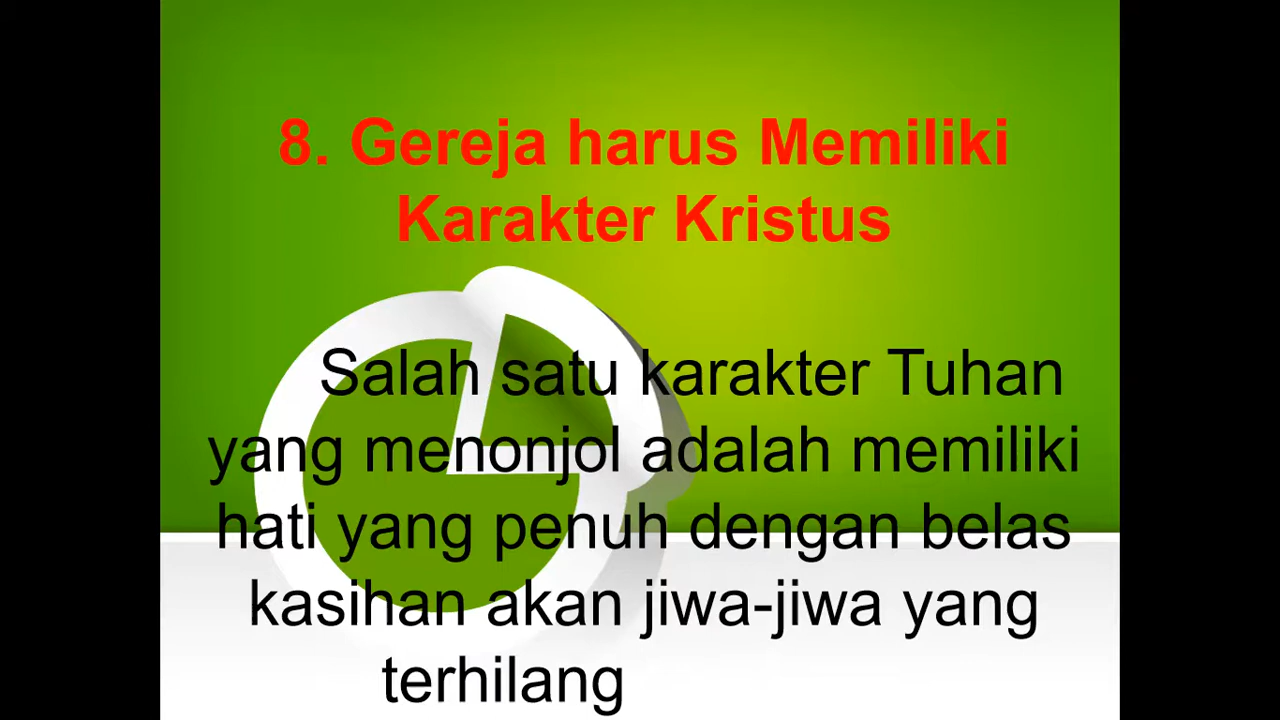 8. Gereja harus Memiliki
Karakter Kristus
Salah satu karakter Tuhan
yang menonjol adalah memiliki
hati yang penuh dengan belas
kasihan akan jiwa-jiwa yang
terhilang